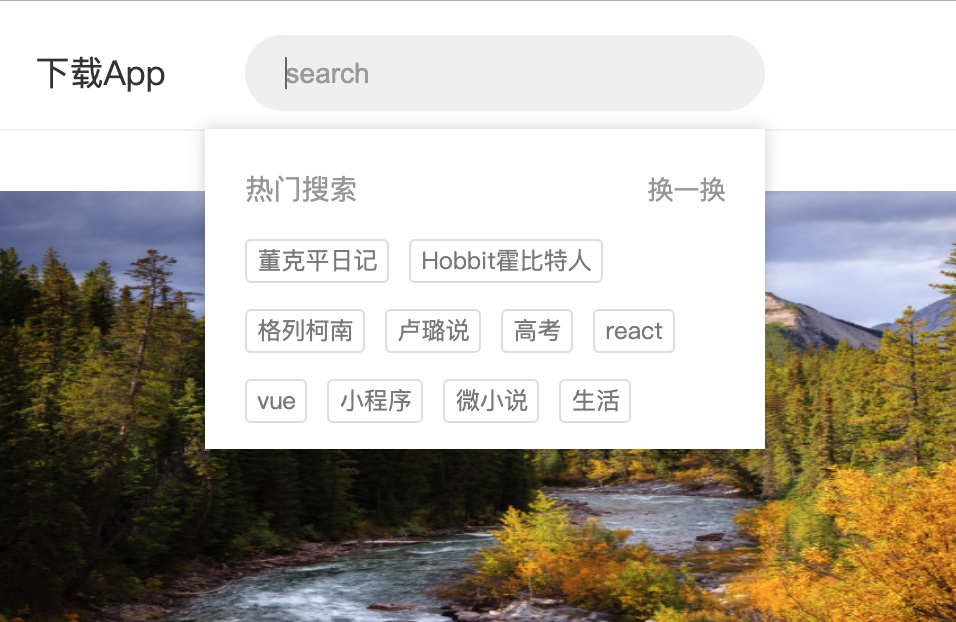 下载App
search
热门搜索 换一换
董克平日记 Hobbit霍比特人
格列柯南 卢璐说 高考 react
vue 小程序 微小说 生活